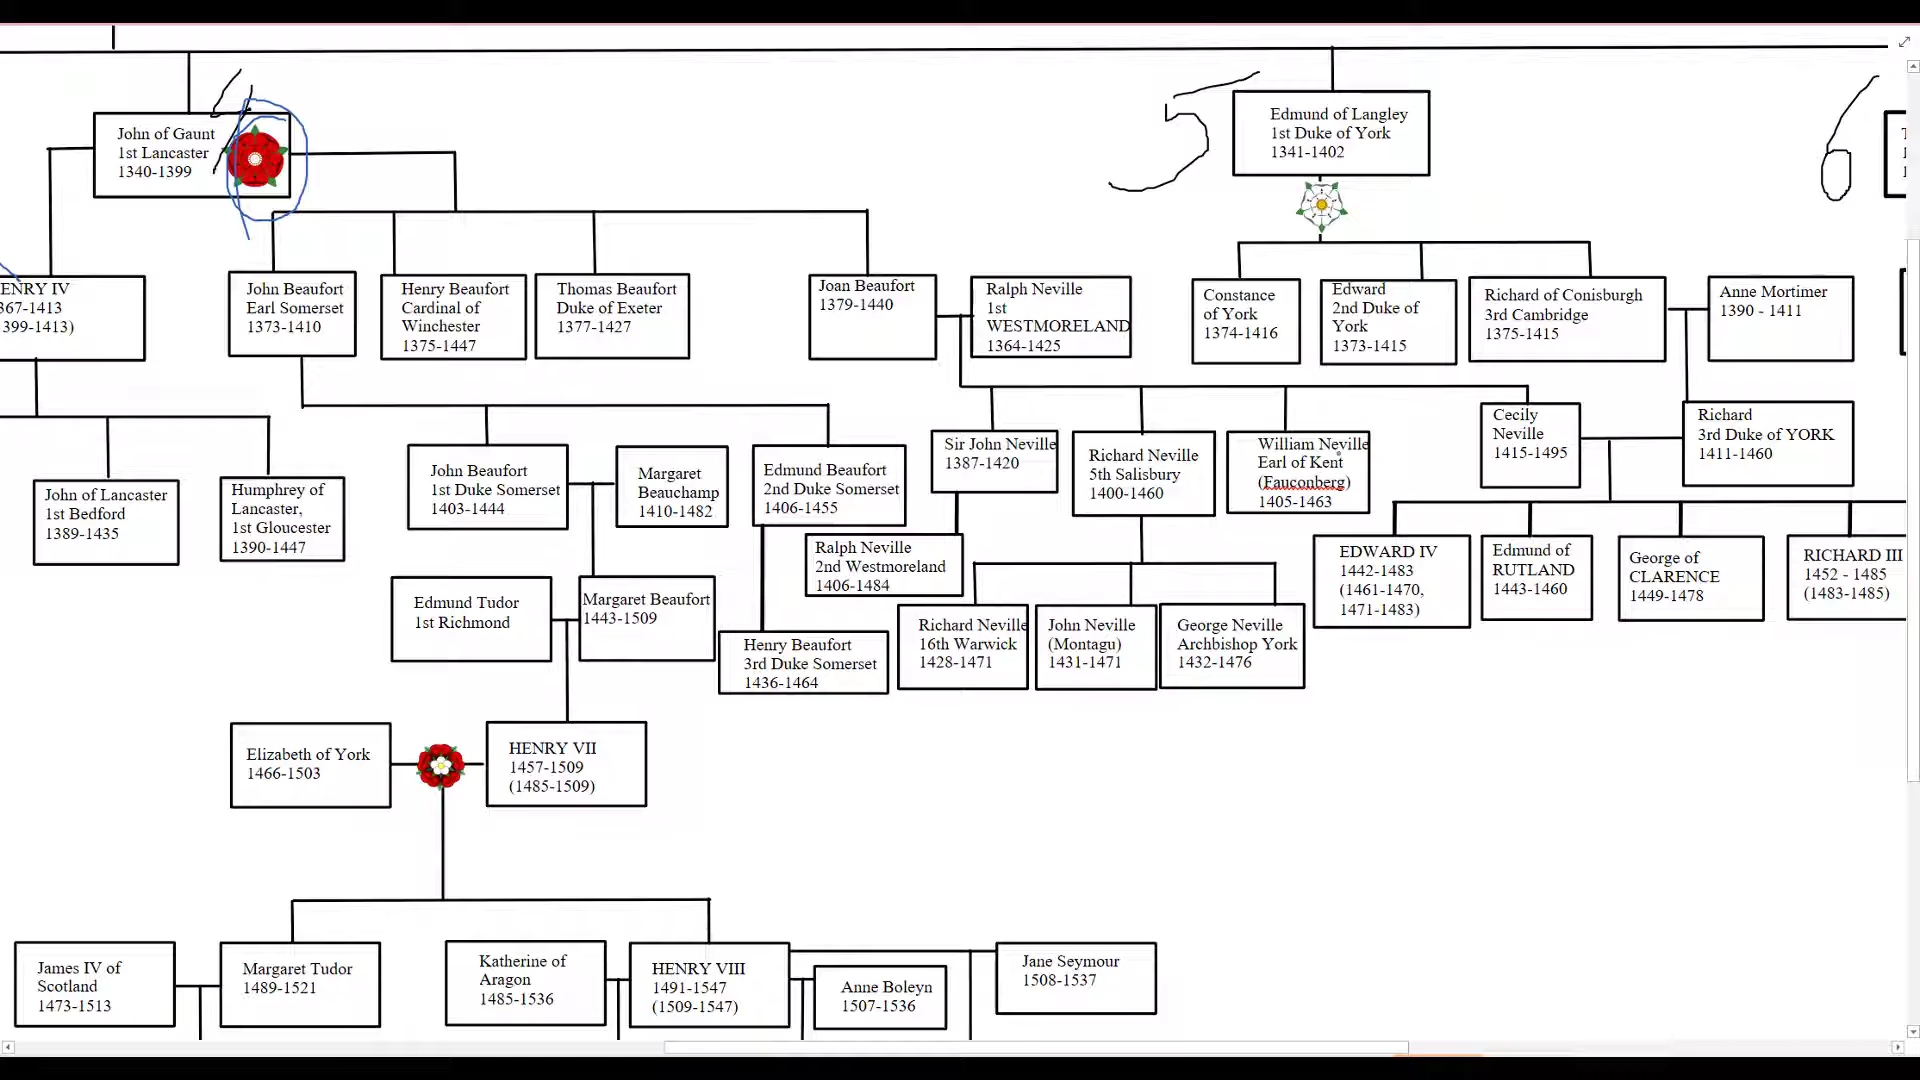 5
6
John of Gaunt
1st Lancaster
1340-1399
Edmund of Langley
1st Duke of York
1341-1402
ENRY IV
367-1413
399-1413)
John Beaufort
Earl Somerset
1373-1410
Henry Beaufort
Cardinal of
Winchester
1375-1447
Thomas Beaufort
Duke of Exeter
1377-1427
Joan Beaufort
1379-1440
Ralph Neville
1st
WESTMORELAND
1364-1425
Constance
of York
1374-1416
Edward
2nd Duke of
York
1373-1415
Richard of Conisburgh
3rd Cambridge
1375-1415
Anne Mortimer
1390 - 1411
John of Lancaster
1st Bedford
1389-1435
Humphrey of
Lancaster,
1st Gloucester
1390-1447
John Beaufort
1st Duke Somerset
1403-1444
Margaret
Beauchamp
1410-1482
Edmund Beaufort
2nd Duke Somerset
1406-1455
Sir John Neville
1387-1420
Richard Neville
5th Salisbury
1400-1460
William Neville
Earl of Kent
(Fauconberg)
1405-1463
Cecily
Neville
1415-1495
Richard
3rd Duke of YORK
1411-1460
Ralph Neville
2nd Westmoreland
1406-1484
EDWARD IV
1442-1483
(1461-1470,
1471-1483)
Edmund of
RUTLAND
1443-1460
George of
CLARENCE
1449-1478
RICHARD III
1452 - 1485
(1483-1485)
Edmund Tudor
1st Richmond
Margaret Beaufort
1443-1509
Henry Beaufort
3rd Duke Somerset
1436-1464
Richard Neville
16th Warwick
1428-1471
John Neville
(Montagu)
1431-1471
George Neville
Archbishop York
1432-1476
Elizabeth of York
1466-1503
HENRY VII
1457-1509
(1485-1509)
James IV of
Scotland
1473-1513
Margaret Tudor
1489-1521
Katherine of
Aragon
1485-1536
HENRY VIII
1491-1547
(1509-1547)
Anne Boleyn
1507-1536
Jane Seymour
1508-1537